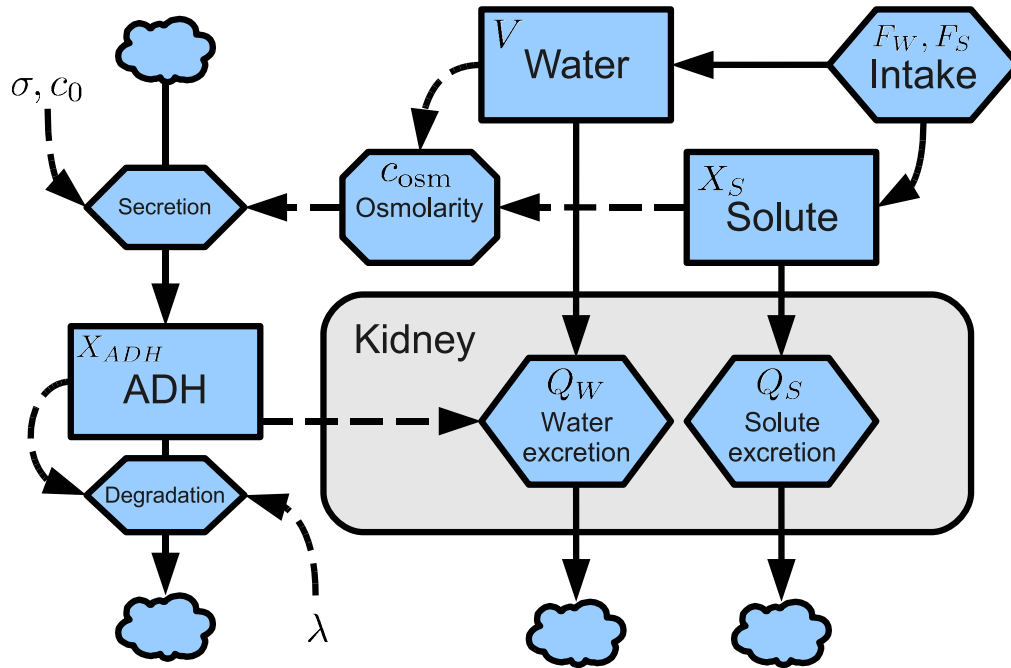 V
Water
F_W, F_S
Intake
σ, c_0
c_osm
Osmolarity
X_S
Solute
Secretion
X_ADH
ADH
Kidney
Q_W
Water
excretion
Q_S
Solute
excretion
Degradation
λ